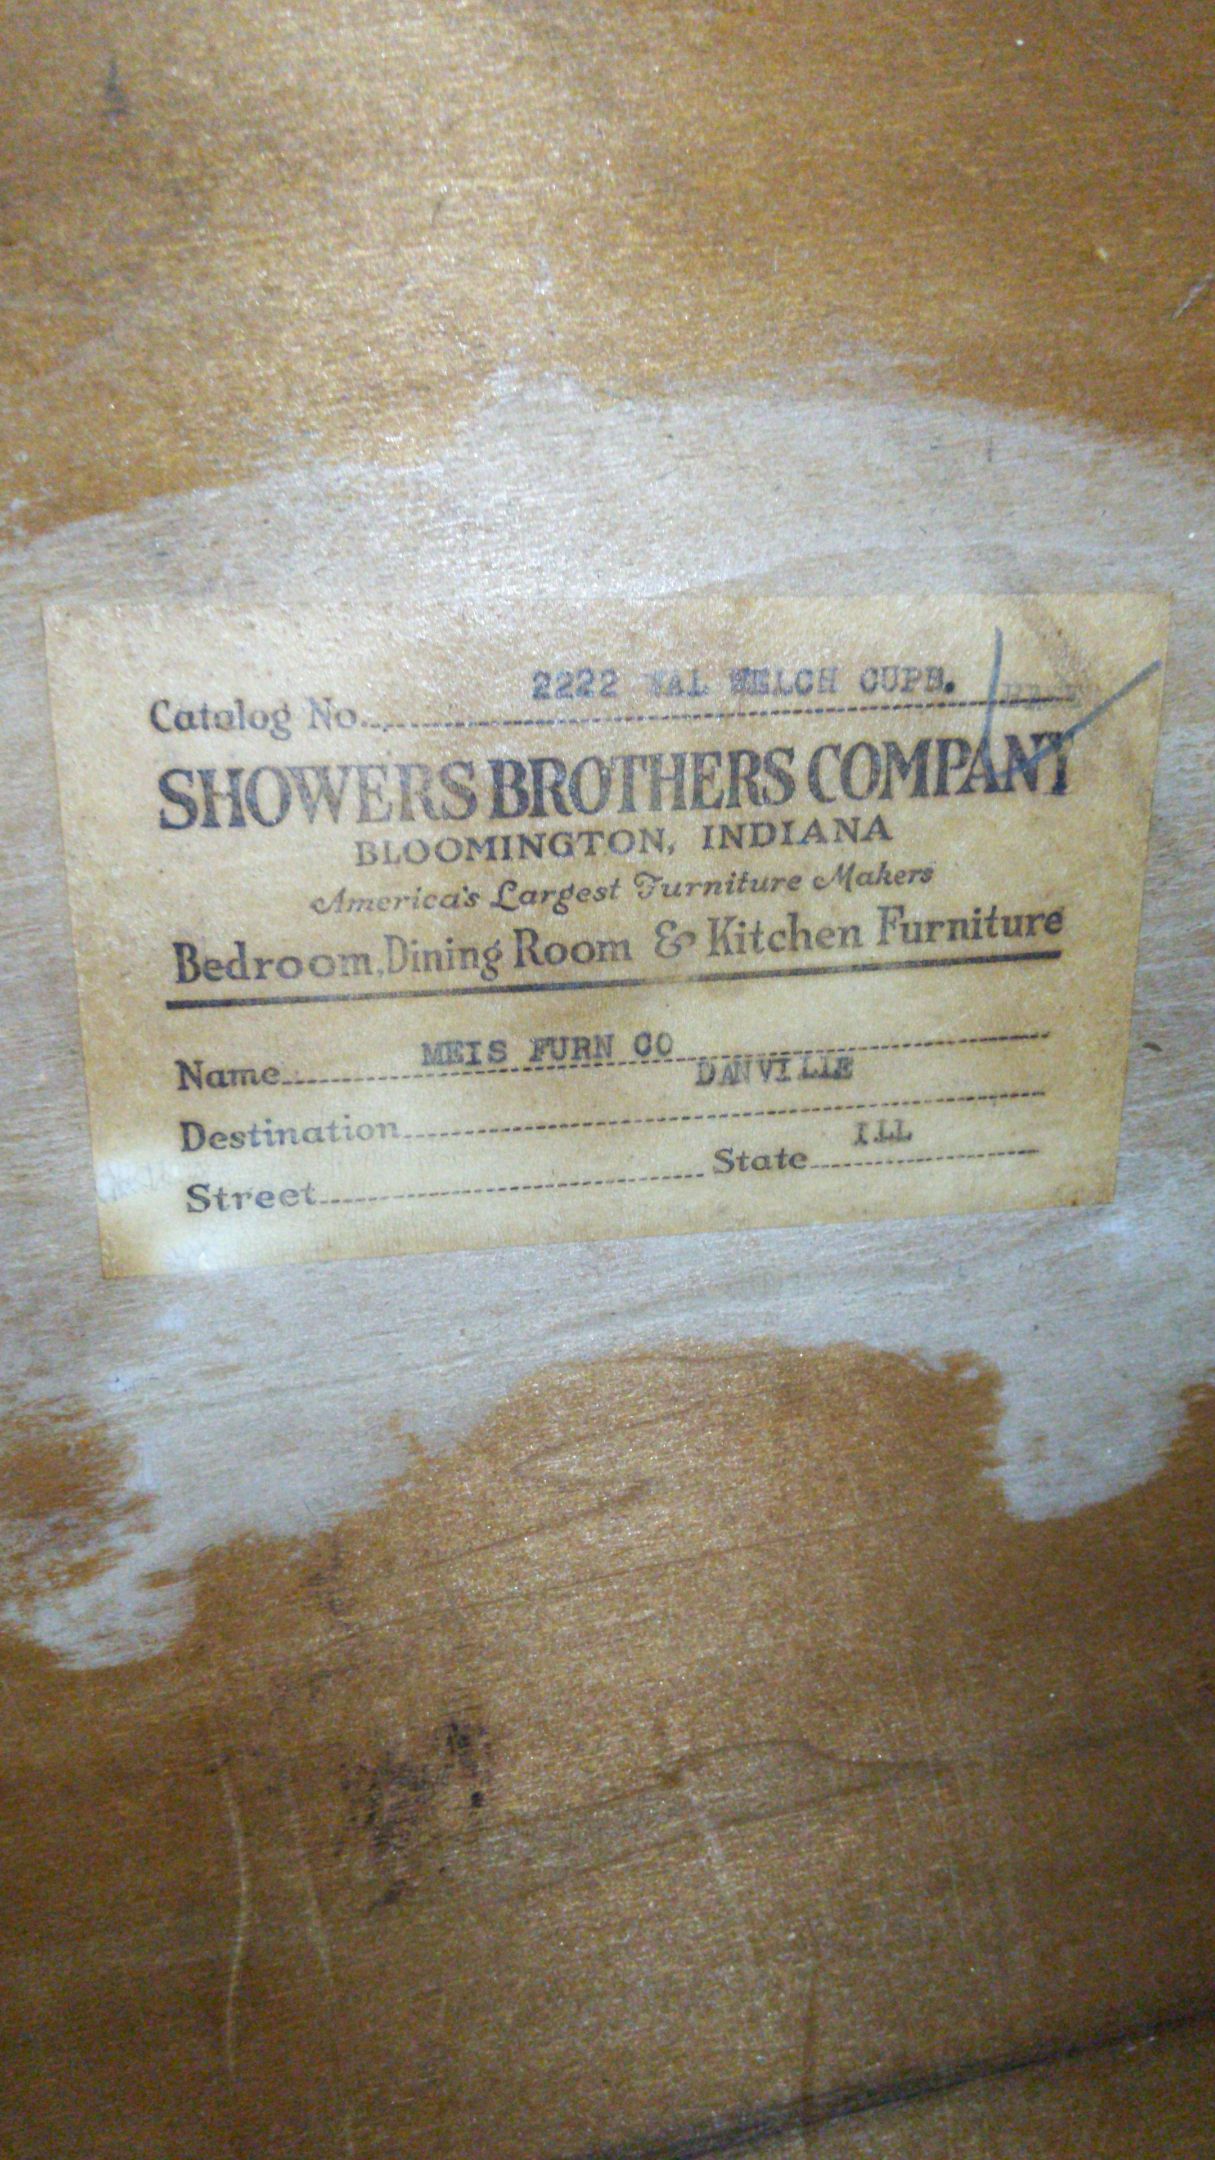 Catalog No. 2222 WAL WELCH CUPB.
SHOWERS BROTHERS COMPANY
BLOOMINGTON, INDIANA
America's Largest Furniture Makers
Bedroom, Dining Room & Kitchen Furniture
Name MEIS FURN CO
Destination DANVILLE
Street State ILL